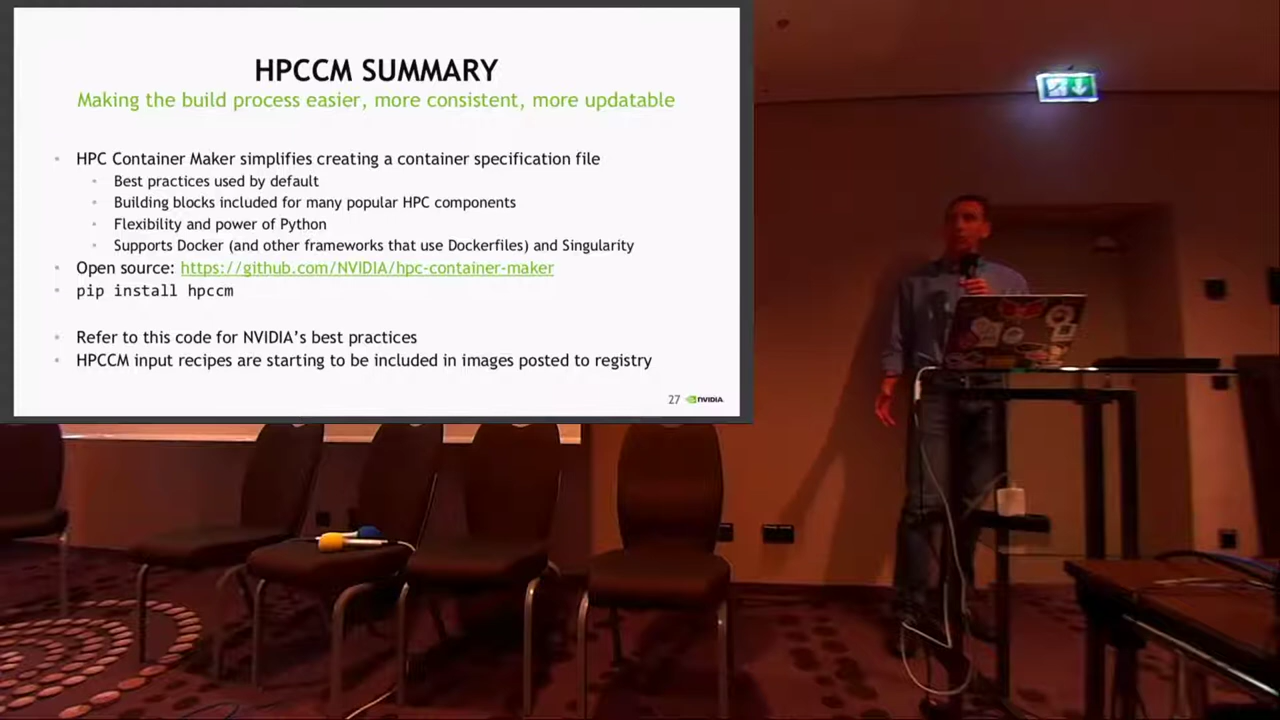 HPCCM SUMMARY
Making the build process easier, more consistent, more updatable
HPC Container Maker simplifies creating a container specification file
Best practices used by default
Building blocks included for many popular HPC components
Flexibility and power of Python
Supports Docker (and other frameworks that use Dockerfiles) and Singularity
Open source: https://github.com/NVIDIA/hpc-container-maker
pip install hpccm
Refer to this code for NVIDIA's best practices
HPCCM input recipes are starting to be included in images posted to registry
27 NVIDIA